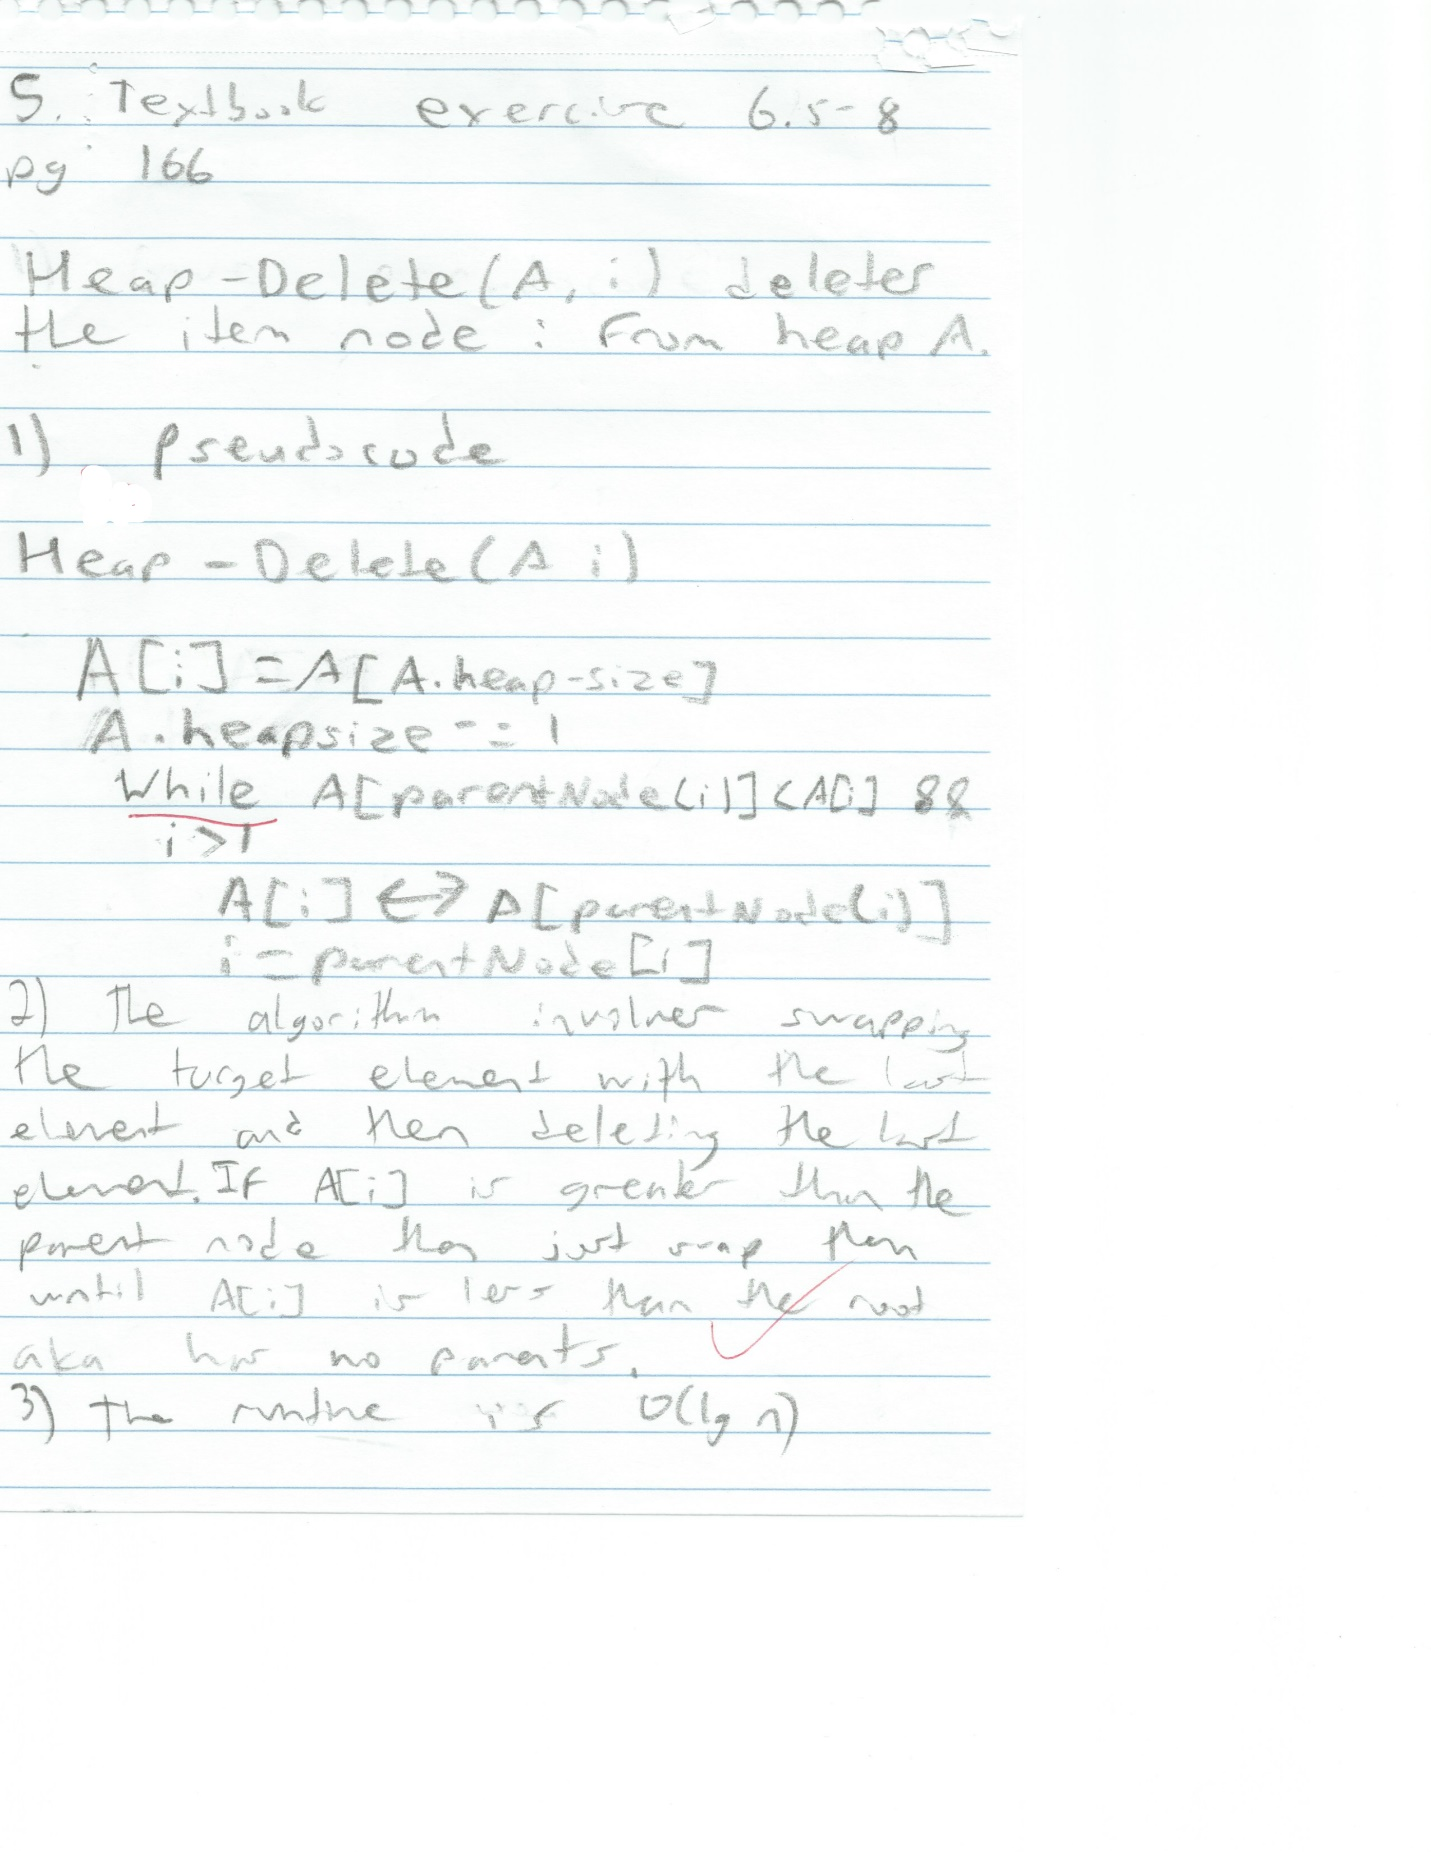 5. Textbook exercise 6.5-8
pg 166
Heap-Delete(A, i) deletes
the item node i from heap A.
1) pseudocode
Heap-Delete(A i)
A[i] = A[A.heap-size]
A.heapsize -= 1
While A[parentNode(i)] < A[i] &&
i > 1
A[i] <-> A[parentNode(i)]
i = parentNode[i]
2) The algorithm involves swapping
the target element with the last
element and then deleting the last
element. If A[i] is greater than the
parent node then just swap them
until A[i] is less than the root
aka has no parents.
3) The runtime is O(lg n)